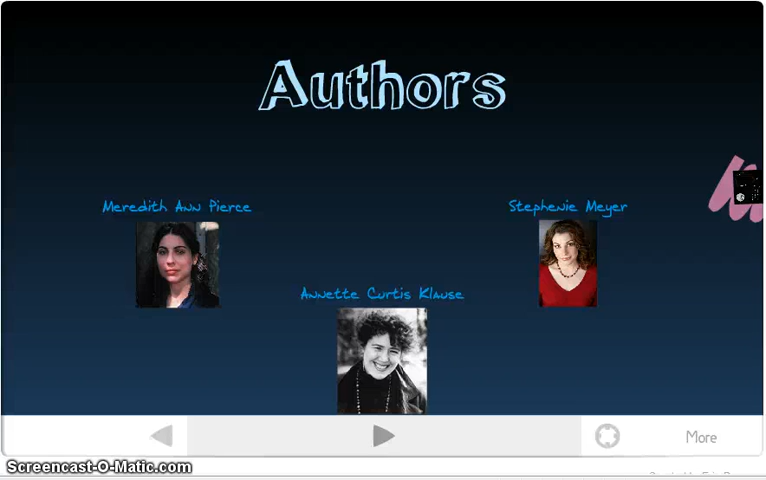 Authors
Meredith Ann Pierce
Stephenie Meyer
Annette Curtis Klause
More
Screencast-O-Matic.com